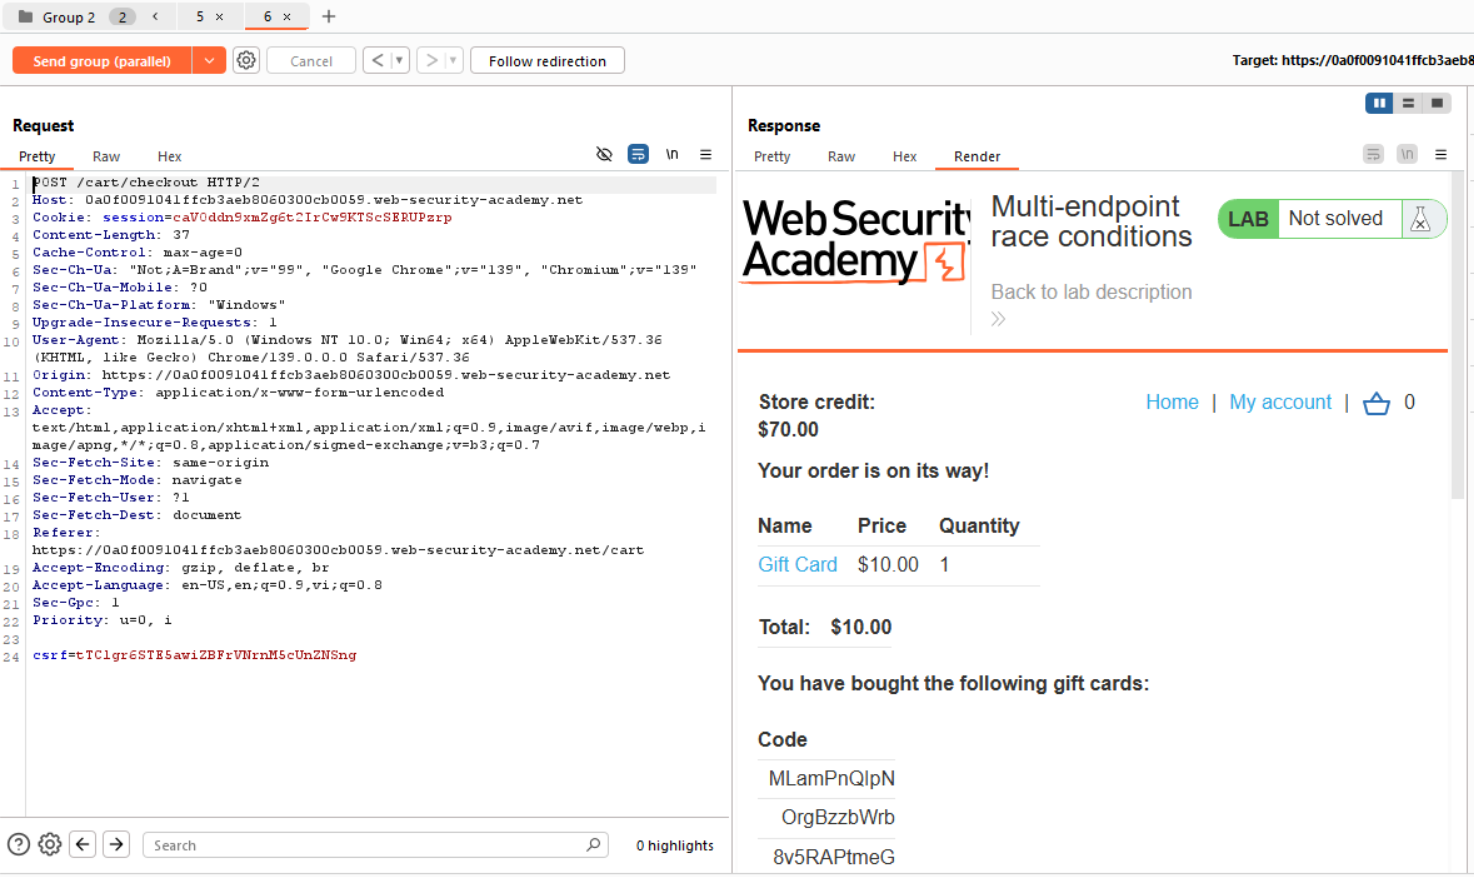 Group 2 2 < 5 × 6 × +
Send group (parallel) Cancel < > Follow redirection Target: https://0a0f0091041ffcb3aeb8
Request
Pretty Raw Hex \n
1 POST /cart/checkout HTTP/2
2 Host: 0a0f0091041ffcb3aeb8060300cb0059.web-security-academy.net
3 Cookie: session=caVOddn9xmZg6t2IrCw9KTScSERUPzrp
4 Content-Length: 37
5 Cache-Control: max-age=0
6 Sec-Ch-Ua: "Not;A=Brand";v="99", "Google Chrome";v="139", "Chromium";v="139"
7 Sec-Ch-Ua-Mobile: ?0
8 Sec-Ch-Ua-Platform: "Windows"
9 Upgrade-Insecure-Requests: 1
10 User-Agent: Mozilla/5.0 (Windows NT 10.0; Win64; x64) AppleWebKit/537.36
(KHTML, like Gecko) Chrome/139.0.0.0 Safari/537.36
11 Origin: https://0a0f0091041ffcb3aeb8060300cb0059.web-security-academy.net
12 Content-Type: application/x-www-form-urlencoded
13 Accept:
text/html,application/xhtml+xml,application/xml;q=0.9,image/avif,image/webp,i
mage/apng,*/*;q=0.8,application/signed-exchange;v=b3;q=0.7
14 Sec-Fetch-Site: same-origin
15 Sec-Fetch-Mode: navigate
16 Sec-Fetch-User: ?1
17 Sec-Fetch-Dest: document
18 Referer:
https://0a0f0091041ffcb3aeb8060300cb0059.web-security-academy.net/cart
19 Accept-Encoding: gzip, deflate, br
20 Accept-Language: en-US,en;q=0.9,vi;q=0.8
21 Sec-Gpc: 1
22 Priority: u=0, i
23
24 csrf=tTClgr6STE5awiZBFrVNrnM5cUnZNSng
Search 0 highlights
Response
Pretty Raw Hex Render \n
Web Security
Academy
Multi-endpoint
race conditions
LAB Not solved
Back to lab description
Store credit:
$70.00
Home | My account | 0
Your order is on its way!
Name Price Quantity
Gift Card $10.00 1
Total: $10.00
You have bought the following gift cards:
Code
MLamPnQIpN
OrgBzzbWrb
8v5RAPtmeG